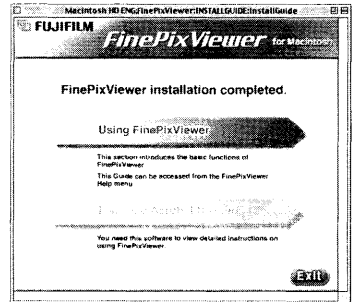 Macintosh HD ENG:FinePixViewer:INSTALLGUIDE:InstallGuide
FUJIFILM
FinePixViewer for Macintosh
FinePixViewer installation completed.
Using FinePixViewer
This section introduces the basic functions of
FinePixViewer
This Guide can be accessed from the FinePixViewer
Help menu
You need this software to view detailed instructions on
using FinePixViewer
Exit